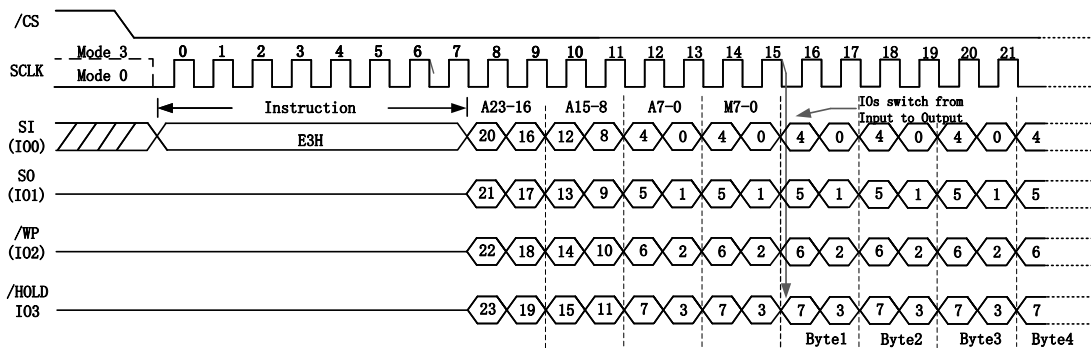 /CS
Mode 3 0 1 2 3 4 5 6 7 8 9 10 11 12 13 14 15 16 17 18 19 20 21
SCLK
Mode 0
Instruction A23-16 A15-8 A7-0 M7-0 IOs switch from
Input to Output
SI
(IO0)
E3H 20 16 12 8 4 0 4 0 4 0 4 0 4 0 4
SO
(IO1)
21 17 13 9 5 1 5 1 5 1 5 1 5 1 5
/WP
(IO2)
22 18 14 10 6 2 6 2 6 2 6 2 6 2 6
/HOLD
IO3
23 19 15 11 7 3 7 3 7 3 7 3 7 3 7
Byte1 Byte2 Byte3 Byte4